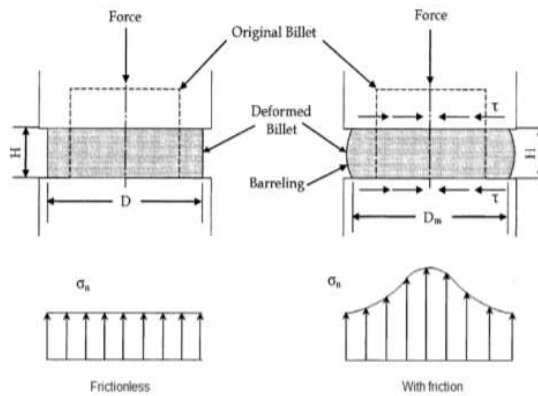 Force
Force
Original Billet
τ
Deformed
Billet
H
H
Barreling
τ
D
Dm
σn
σn
Frictionless
With friction